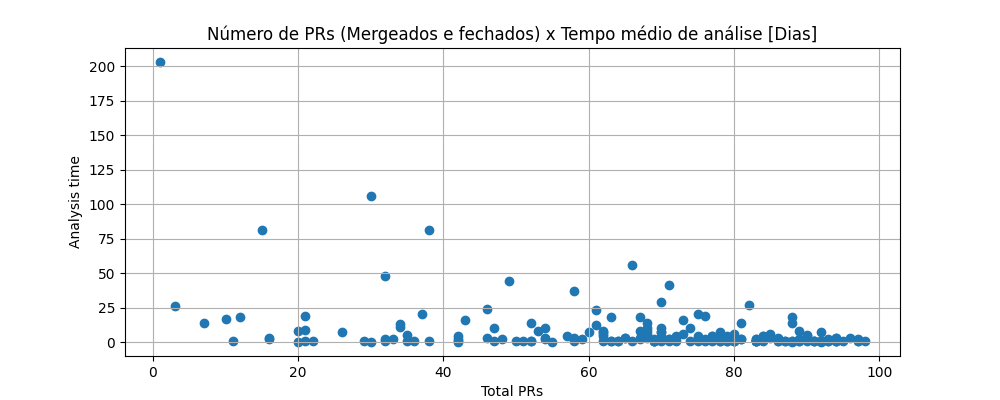 Número de PRs (Mergeados e fechados) x Tempo médio de análise [Dias]
200
175
150
125
100
75
50
25
0
Analysis time
0 20 40 60 80 100
Total PRs